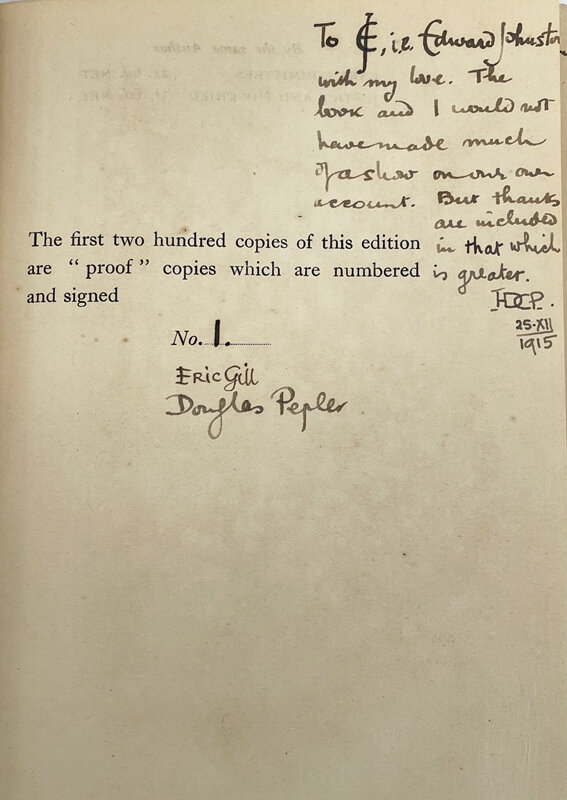 To EJ, i.e. Edward Johnston
with my love. The
book and I would not
have made much
of a show on our own
account. But thanks
are included
in that which
is greater.
HDCP.
25·XII
1915
The first two hundred copies of this edition
are “proof” copies which are numbered
and signed
No. 1.
Eric Gill
Douglas Pepler